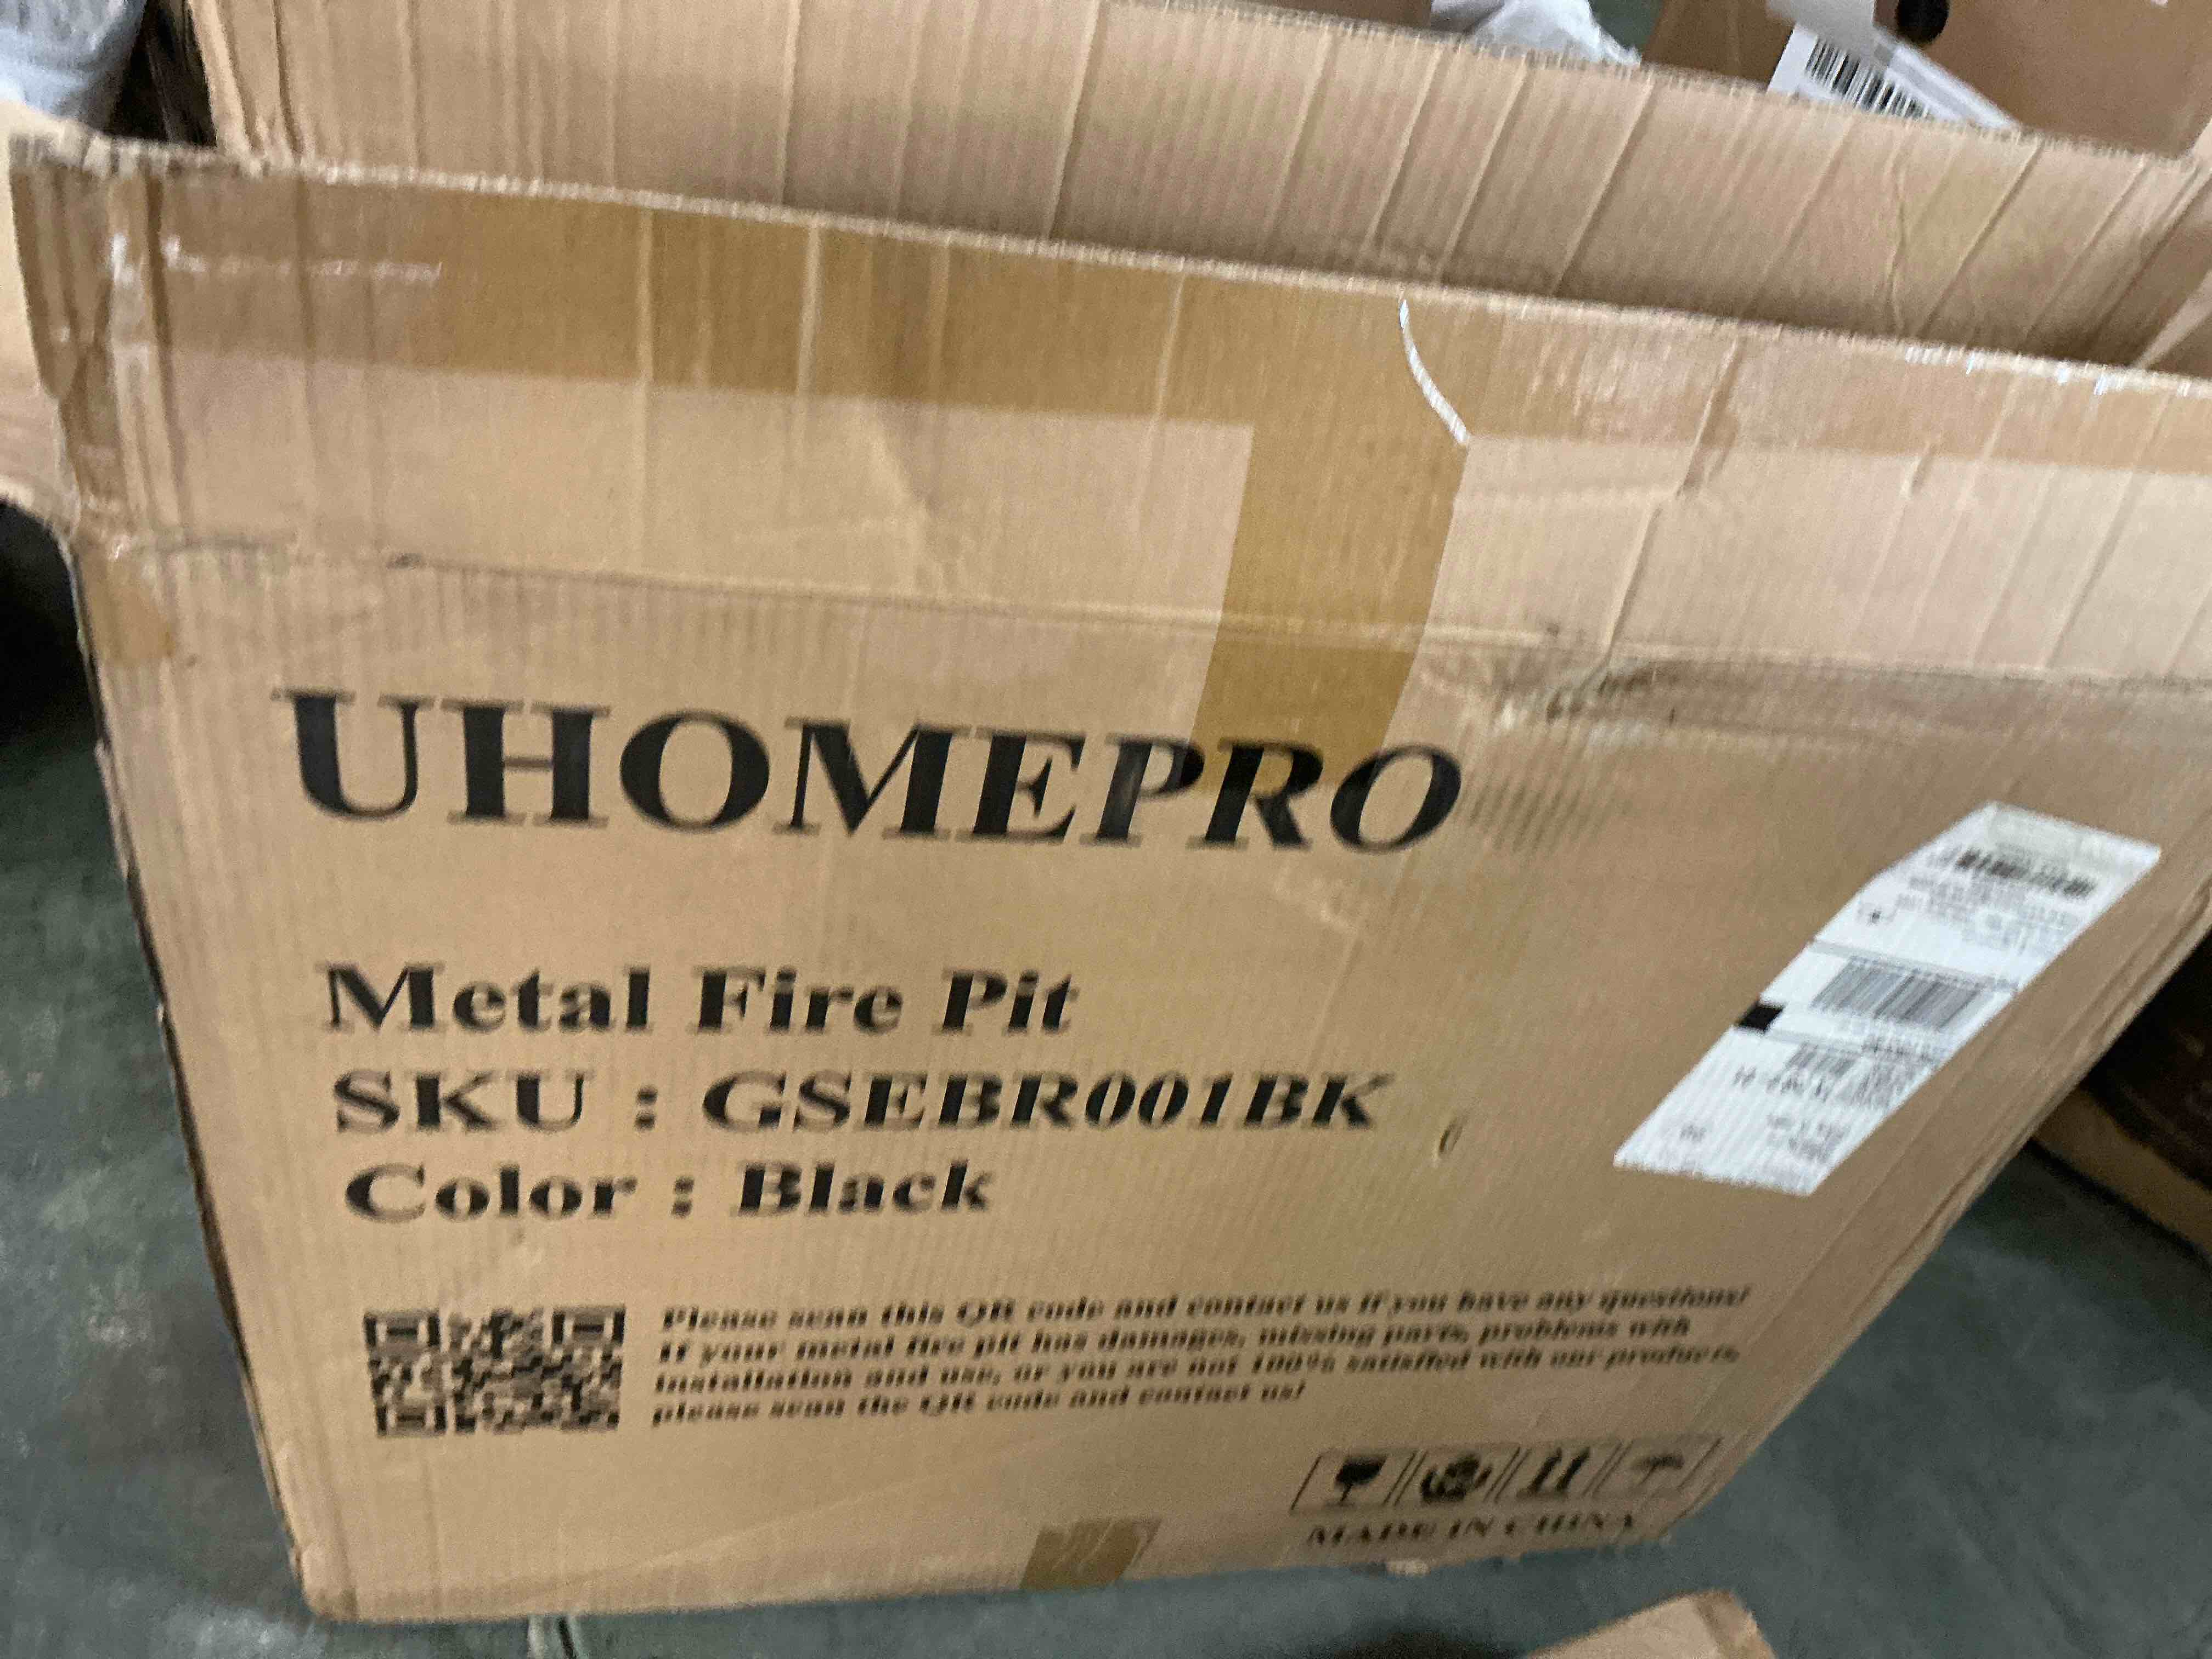 UHOMEPRO
Metal Fire Pit
SKU : GSEBR001BK
Color : Black
Please scan this QR code and contact us if you have any questions!
If your metal fire pit has damages, missing parts, problems with
installation and use, or you are not 100% satisfied with our products,
please scan the QR code and contact us!
MADE IN CHINA